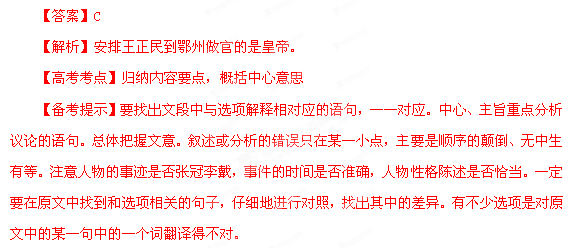 【答案】C
【解析】安排王正民到鄂州做官的是皇帝。
【高考考点】归纳内容要点，概括中心意思
【备考提示】要找出文段中与选项解释相对应的语句，一一对应。中心、主旨重点分析
议论的语句。总体把握文意。叙述或分析的错误只在某一小点，主要是顺序的颠倒、无中生
有等。注意人物的事迹是否张冠李戴，事件的时间是否准确，人物性格陈述是否恰当。一定
要在原文中找到和选项相关的句子，仔细地进行对照，找出其中的差异。有不少选项是对原
文中的某一句中的一个词翻译得不对。